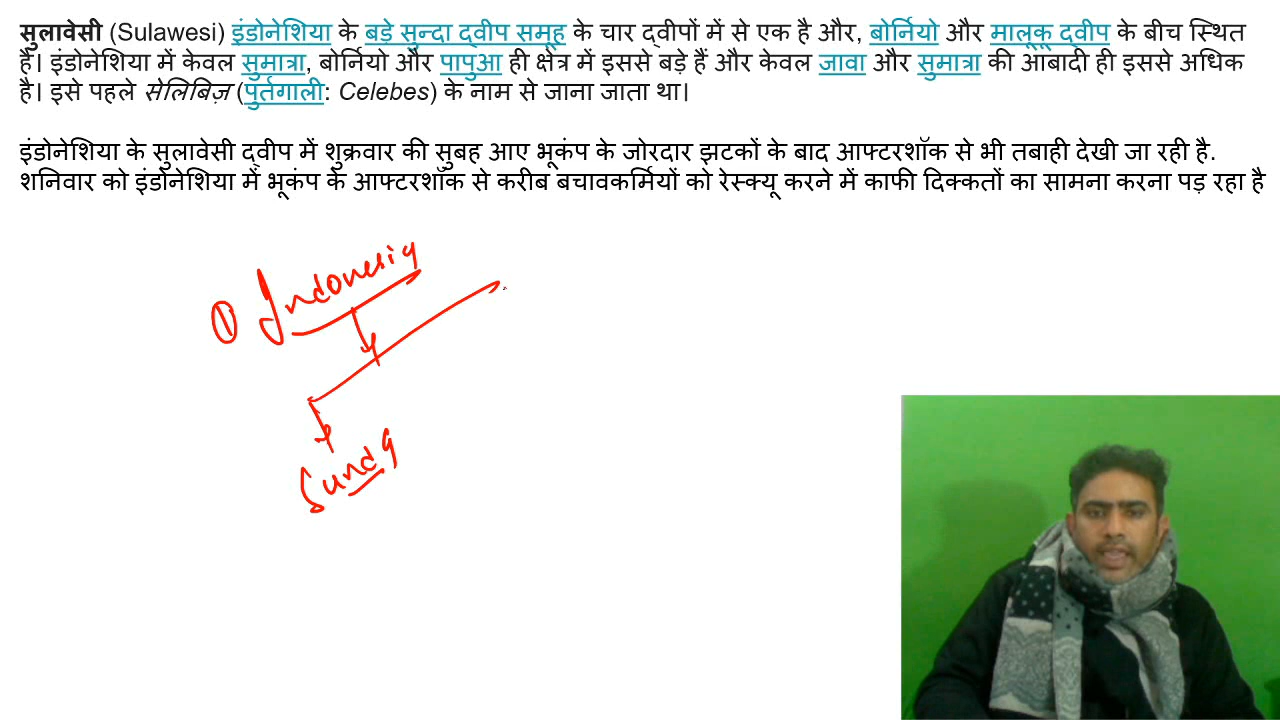 सुलावेसी (Sulawesi) इंडोनेशिया के बड़े सुन्दा द्वीप समूह के चार द्वीपों में से एक है और, बोर्नियो और मालूकू द्वीप के बीच स्थित
है। इंडोनेशिया में केवल सुमात्रा, बोर्नियो और पापुआ ही क्षेत्र में इससे बड़े हैं और केवल जावा और सुमात्रा की आबादी ही इससे अधिक
है। इसे पहले सेलिबिज़ (पुर्तगाली: Celebes) के नाम से जाना जाता था।
इंडोनेशिया के सुलावेसी द्वीप में शुक्रवार की सुबह आए भूकंप के जोरदार झटकों के बाद आफ्टरशॉक से भी तबाही देखी जा रही है.
शनिवार को इंडोनेशिया में भूकंप के आफ्टरशॉक से करीब बचावकर्मियों को रेस्क्यू करने में काफी दिक्कतों का सामना करना पड़ रहा है
① Indonesia
Sunda